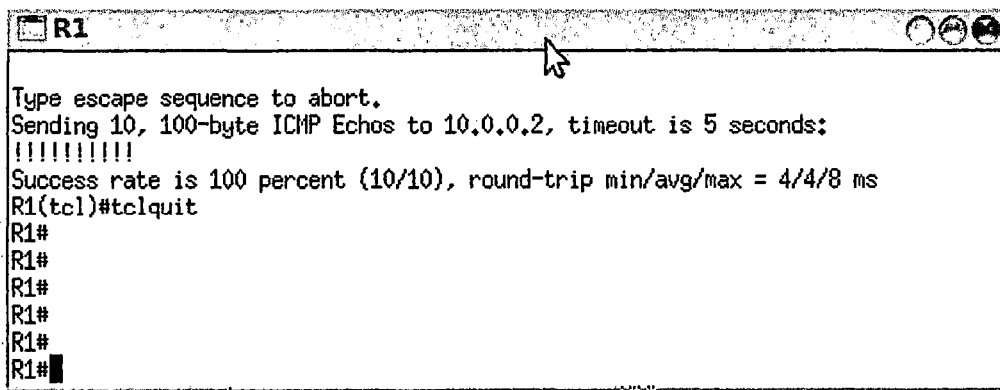 R1
Type escape sequence to abort.
Sending 10, 100-byte ICMP Echos to 10.0.0.2, timeout is 5 seconds:
!!!!!!!!!!
Success rate is 100 percent (10/10), round-trip min/avg/max = 4/4/8 ms
R1(tcl)#tclquit
R1#
R1#
R1#
R1#
R1#
R1#